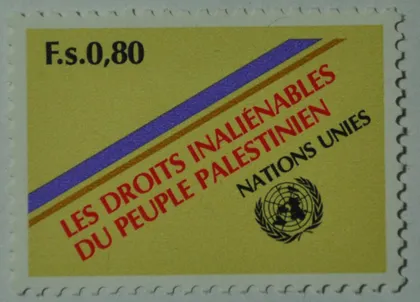 F.s.0,80
LES DROITS INALIÉNABLES
DU PEUPLE PALESTINIEN
NATIONS UNIES